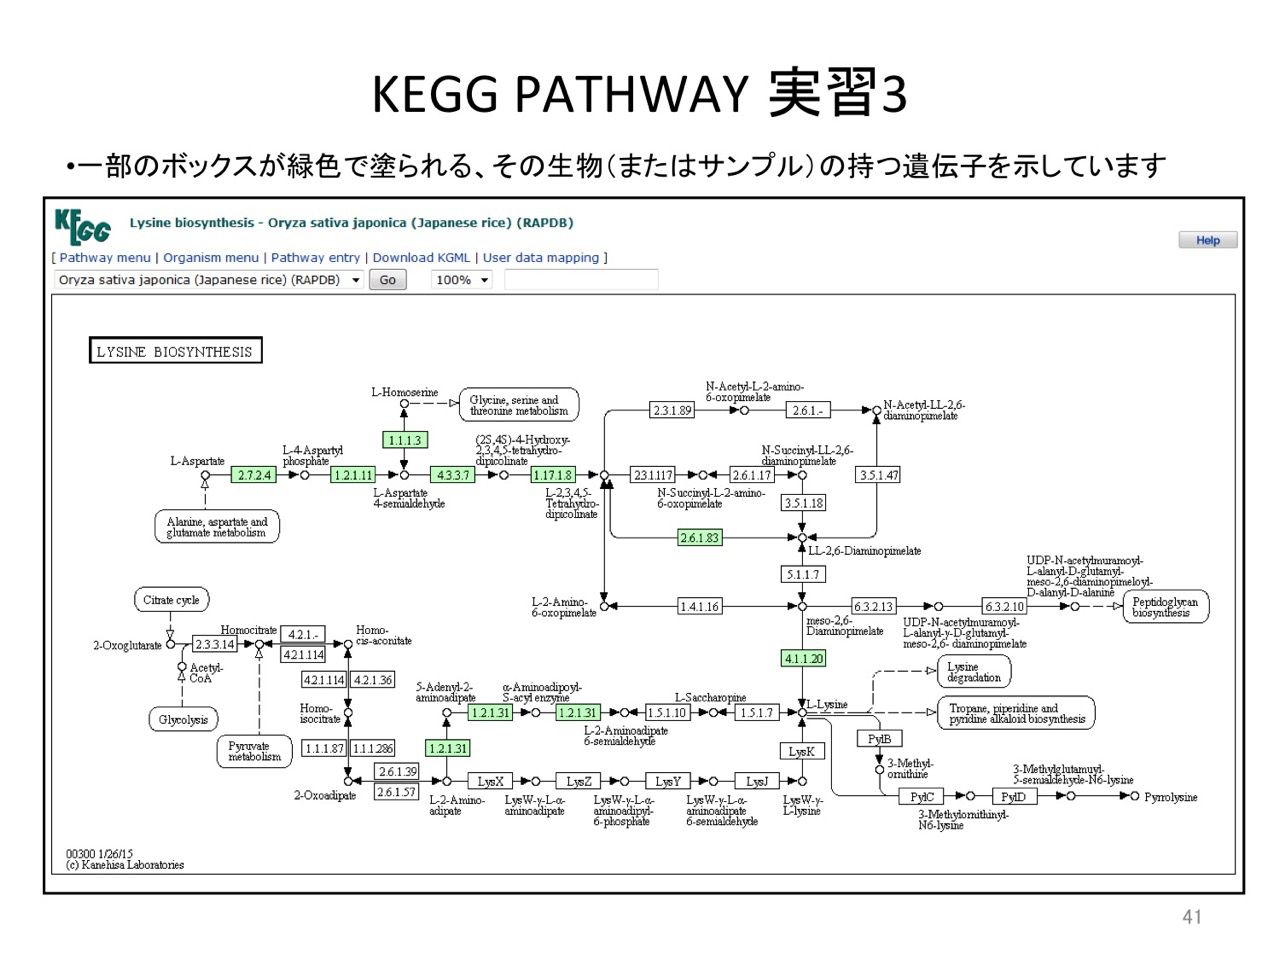 KEGG PATHWAY 実習3
•一部のボックスが緑色で塗られる、その生物（またはサンプル）の持つ遺伝子を示しています
KEGG
Lysine biosynthesis - Oryza sativa japonica (Japanese rice) (RAPDB)
Help
[ Pathway menu | Organism menu | Pathway entry | Download KGML | User data mapping ]
Oryza sativa japonica (Japanese rice) (RAPDB) Go 100%
LYSINE BIOSYNTHESIS
L-Homoserine
Glycine, serine and
threonine metabolism
N-Acetyl-L-2-amino-
6-oxopimelate
2.3.1.89
2.6.1.-
N-Acetyl-LL-2,6-
diaminopimelate
1.1.1.3
L-Aspartate
L-4-Aspartyl
phosphate
(2S,4S)-4-Hydroxy-
2,3,4,5-tetrahydro-
dipicolinate
N-Succinyl-LL-2,6-
diaminopimelate
2.7.2.4
1.2.1.11
4.3.3.7
1.17.1.8
2.3.1.117
2.6.1.17
3.5.1.47
L-Aspartate
4-semialdehyde
L-2,3,4,5-
Tetrahydro-
dipicolinate
N-Succinyl-L-2-amino-
6-oxopimelate
3.5.1.18
Alanine, aspartate and
glutamate metabolism
2.6.1.83
LL-2,6-Diaminopimelate
5.1.1.7
UDP-N-acetylmuramoyl-
L-alanyl-D-glutamyl-
meso-2,6-diaminopimeloyl-
D-alanyl-D-alanine
Citrate cycle
L-2-Amino-
6-oxopimelate
1.4.1.16
6.3.2.13
6.3.2.10
Peptidoglycan
biosynthesis
meso-2,6-
Diaminopimelate
UDP-N-acetylmuramoyl-
L-alanyl-γ-D-glutamyl-
meso-2,6- diaminopimelate
2-Oxoglutarate
2.3.3.14
Homocitrate
4.2.1.-
4.2.1.114
Homo-
cis-aconitate
Acetyl-
CoA
4.2.1.114
4.2.1.36
4.1.1.20
Lysine
degradation
Glycolysis
Homo-
isocitrate
5-Adenyl-2-
aminoadipate
α-Aminoadipoyl-
S-acyl enzyme
L-Saccharopine
L-Lysine
1.2.1.31
1.2.1.31
1.5.1.10
1.5.1.7
Tropane, piperidine and
pyridine alkaloid biosynthesis
L-2-Aminoadipate
6-semialdehyde
Pyruvate
metabolism
1.1.1.87
1.1.1.286
1.2.1.31
LysK
PylB
2.6.1.39
2.6.1.57
LysX
LysZ
LysY
LysJ
3-Methyl-
ornithine
3-Methylglutamuyl-
5-semialdehyde-N6-lysine
2-Oxoadipate
L-2-Amino-
adipate
LysW-γ-L-α-
aminoadipate
LysW-γ-L-α-
aminoadipyl-
6-phosphate
LysW-γ-L-α-
aminoadipate
6-semialdehyde
LysW-γ-
L-lysine
PylC
PylD
Pyrrolysine
3-Methylornithinyl-
N6-lysine
00300 1/26/15
(c) Kanehisa Laboratories
41